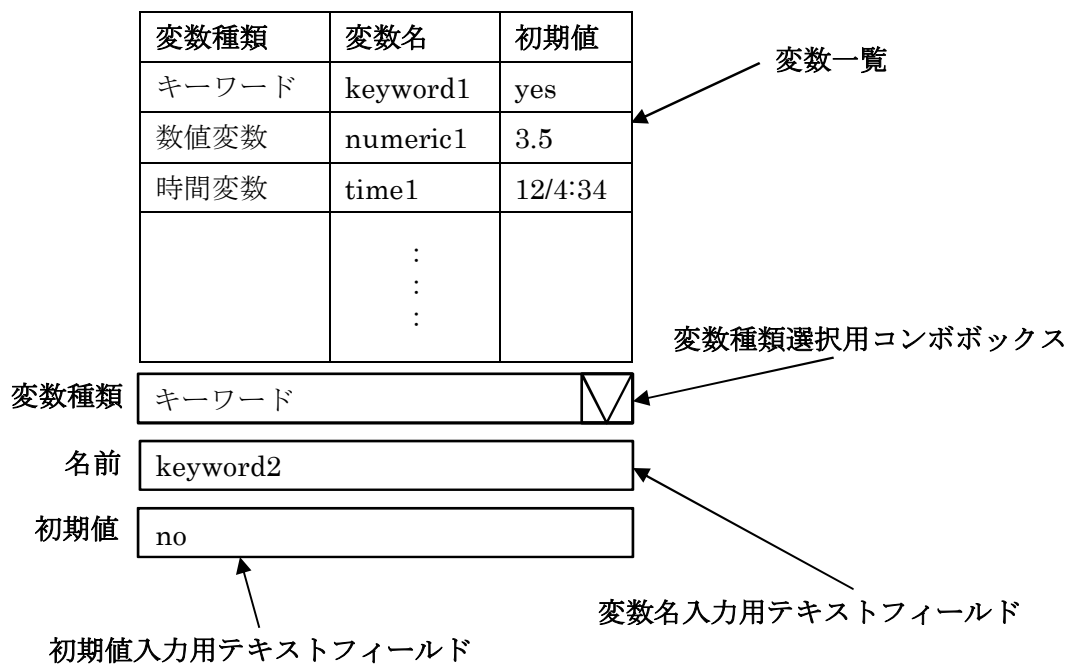 変数種類 変数名 初期値
変数一覧
キーワード keyword1 yes
数値変数 numeric1 3.5
時間変数 time1 12/4:34
:
:
:
変数種類選択用コンボボックス
変数種類 キーワード
名前 keyword2
初期値 no
変数名入力用テキストフィールド
初期値入力用テキストフィールド